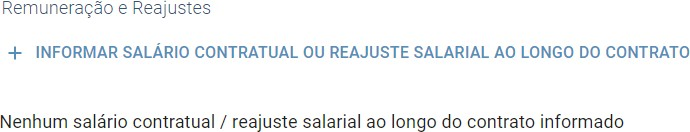 Remuneração e Reajustes
+ INFORMAR SALÁRIO CONTRATUAL OU REAJUSTE SALARIAL AO LONGO DO CONTRATO
Nenhum salário contratual / reajuste salarial ao longo do contrato informado